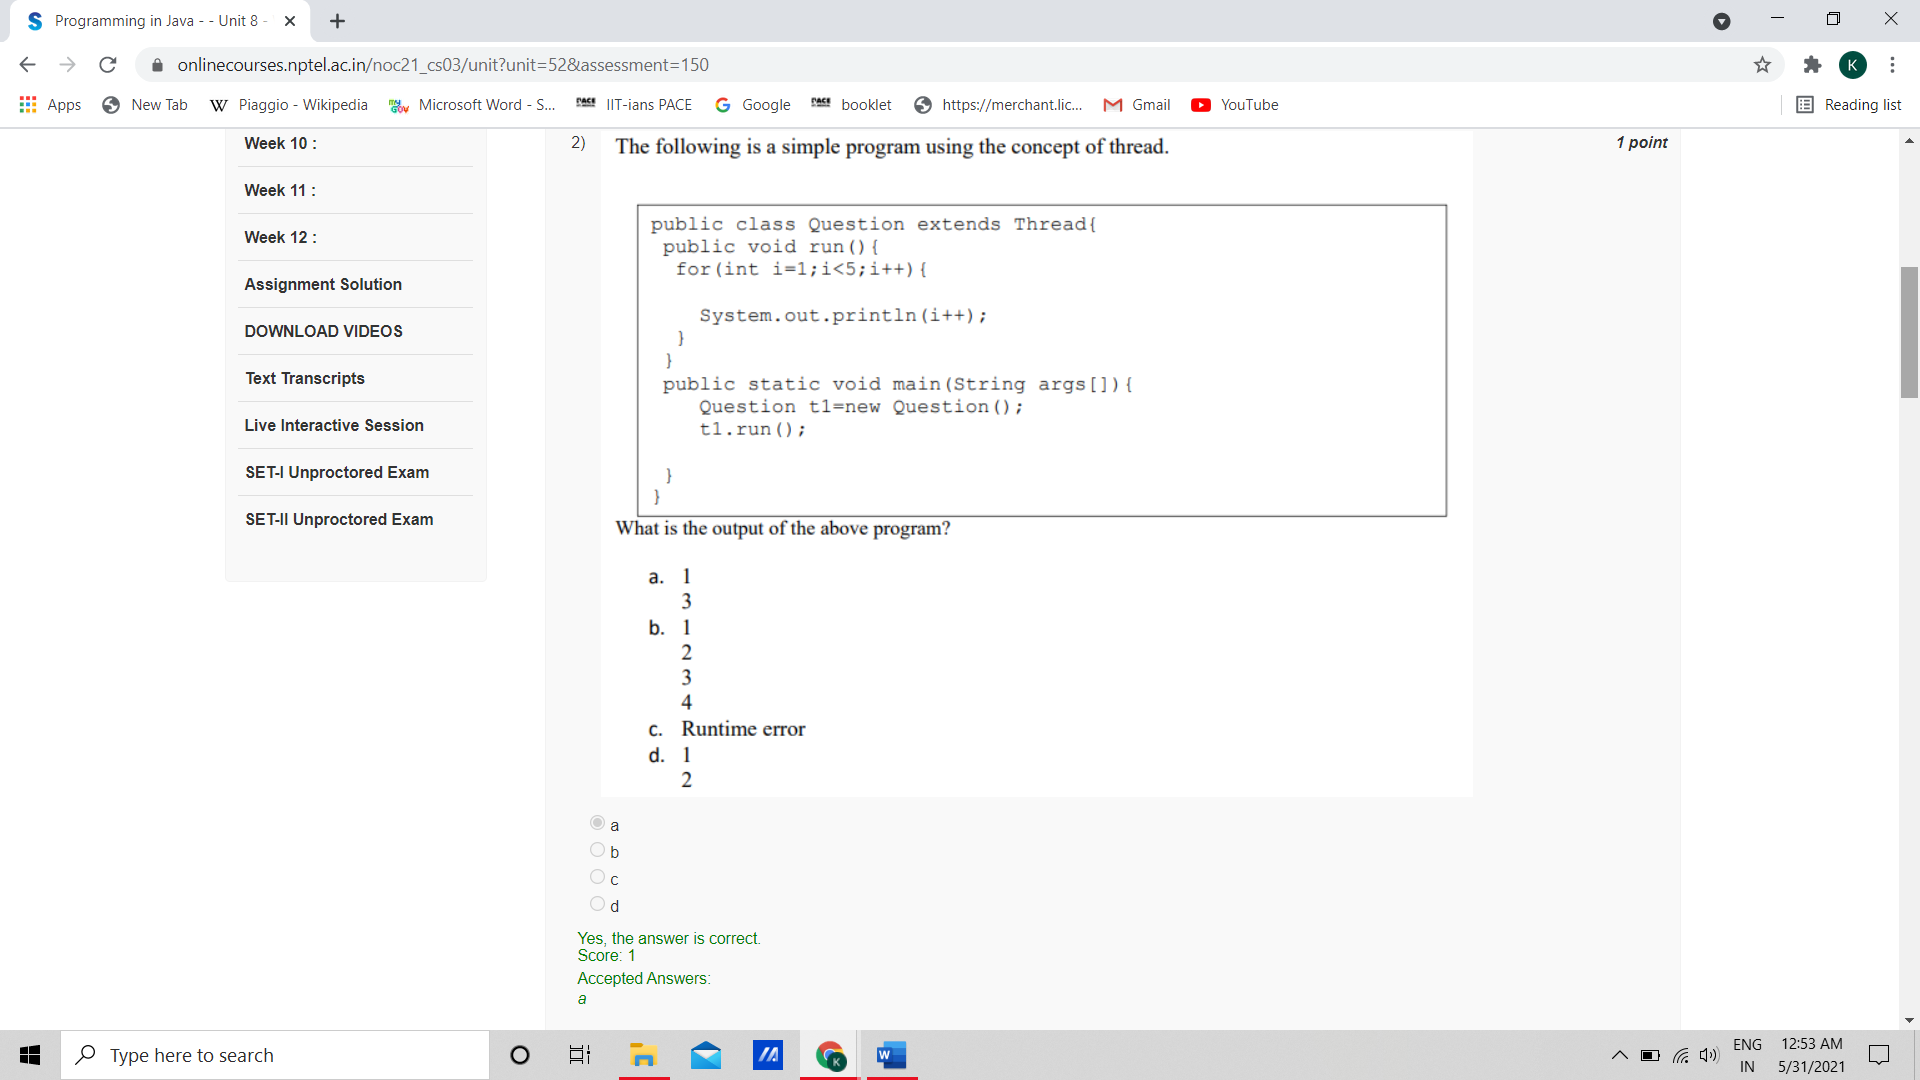 Programming in Java - - Unit 8 -
onlinecourses.nptel.ac.in/noc21_cs03/unit?unit=52&assessment=150
K
Apps
New Tab
W Piaggio - Wikipedia
Microsoft Word - S...
PACE IIT-ians PACE
G Google
PACE booklet
https://merchant.lic...
Gmail
YouTube
Reading list
Week 10 :
Week 11 :
Week 12 :
Assignment Solution
DOWNLOAD VIDEOS
Text Transcripts
Live Interactive Session
SET-I Unproctored Exam
SET-II Unproctored Exam
2) The following is a simple program using the concept of thread.
1 point
public class Question extends Thread{
public void run(){
for(int i=1;i<5;i++){
System.out.println(i++);
}
}
public static void main(String args[]){
Question t1=new Question();
t1.run();
}
}
What is the output of the above program?
a. 1
3
b. 1
2
3
4
c. Runtime error
d. 1
2
a
b
c
d
Yes, the answer is correct.
Score: 1
Accepted Answers:
a
Type here to search
K
W
ENG
IN
12:53 AM
5/31/2021